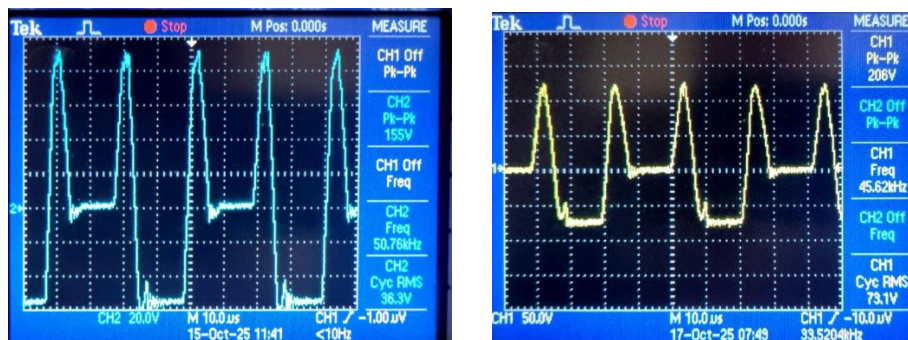 Tek
Stop
M Pos: 0.000s
MEASURE
CH1 Off
Pk-Pk
CH2
Pk-Pk
155V
CH1 Off
Freq
CH2
Freq
50.76kHz
CH2
Cyc RMS
36.3V
2
CH2 20.0V
M 10.0µs
CH1 -1.00µV
15-Oct-25 11:41
<10Hz
Tek
Stop
M Pos: 0.000s
MEASURE
CH1
Pk-Pk
206V
CH2 Off
Pk-Pk
CH1
Freq
45.62kHz
CH2 Off
Freq
CH1
Cyc RMS
73.1V
1
CH1 50.0V
M 10.0µs
CH1 -10.0µV
17-Oct-25 07:49
33.5204kHz